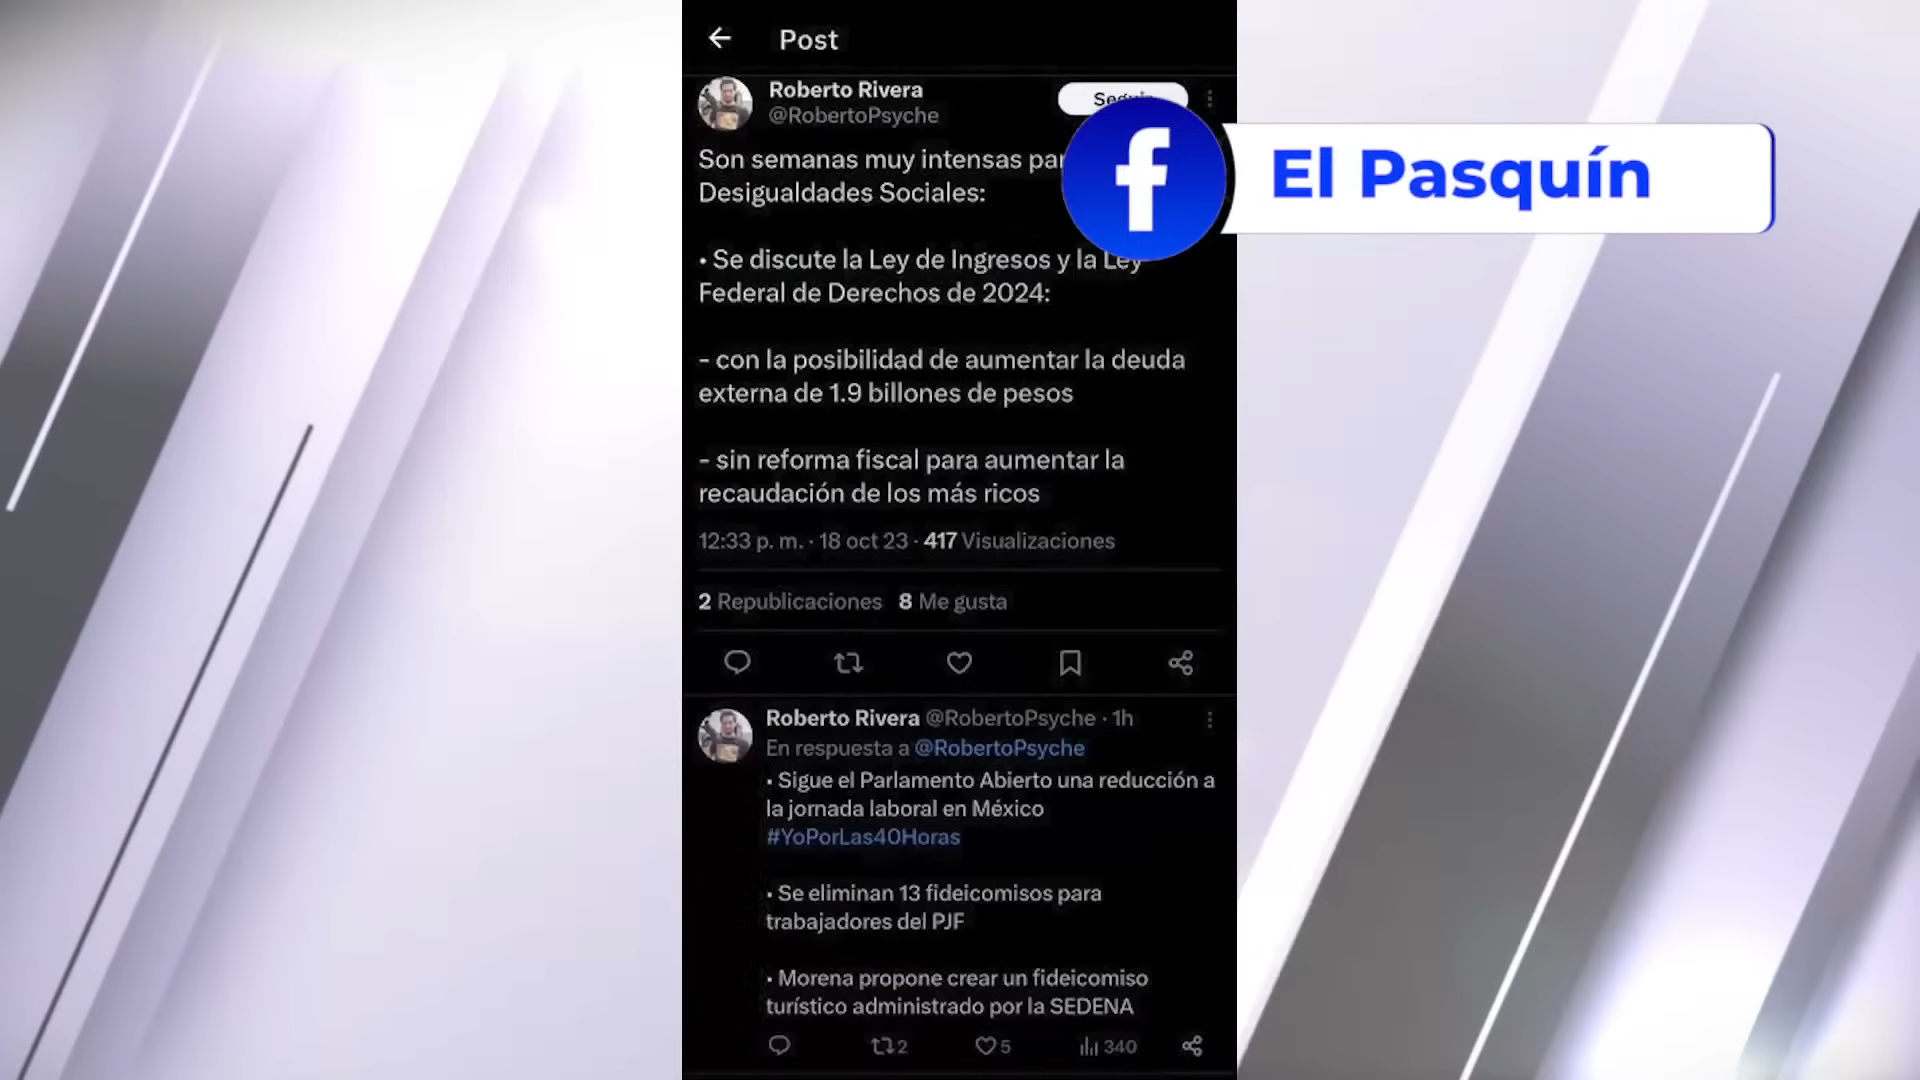 Post
Roberto Rivera
@RobertoPsyche
Son semanas muy intensas
Desigualdades Sociales:
• Se discute la Ley de Ingresos y la Ley
Federal de Derechos de 2024:
- con la posibilidad de aumentar la deuda
externa de 1.9 billones de pesos
- sin reforma fiscal para aumentar la
recaudación de los más ricos
12:33 p. m. · 18 oct 23 · 417 Visualizaciones
2 Republicaciones 8 Me gusta
Roberto Rivera @RobertoPsyche · 1h
En respuesta a @RobertoPsyche
• Sigue el Parlamento Abierto una reducción a
la jornada laboral en México
#YoPorLas40Horas
• Se eliminan 13 fideicomisos para
trabajadores del PJF
• Morena propone crear un fideicomiso
turístico administrado por la SEDENA
2 5 340
f El Pasquín